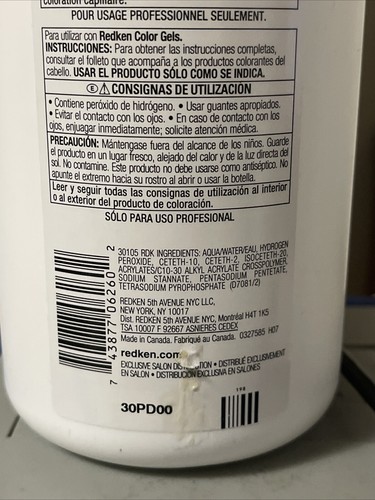 coloration capillaire.
POUR USAGE PROFESSIONNEL SEULEMENT.
Para utilizar con Redken Color Gels.
INSTRUCCIONES: Para obtener las instrucciones completas,
consultar el folleto que acompaña a los productos colorantes del
cabello. USAR EL PRODUCTO SÓLO COMO SE INDICA.
E CONSIGNAS DE UTILIZACIÓN
• Contiene peróxido de hidrógeno. • Usar guantes apropiados.
• Evitar el contacto con los ojos. • En caso de contacto con los
ojos, enjuagar inmediatamente; solicite atención médica.
PRECAUCIÓN: Manténgase fuera del alcance de los niños. Guarde
el producto en un lugar fresco, alejado del calor y de la luz directa del
sol. No contamine. Este producto no debe usarse como antiséptico. No
apunte el extremo hacia su rostro al abrir o usar la botella.
Leer y seguir todas las consignas de utilización al interior
o al exterior del producto de coloración.
SÓLO PARA USO PROFESIONAL
30105 RDK INGREDIENTS: AQUA/WATER/EAU, HYDROGEN
PEROXIDE, CETETH-10, CETETH-2, ISOCETETH-20,
ACRYLATES/C10-30 ALKYL ACRYLATE CROSSPOLYMER,
SODIUM STANNATE, PENTASODIUM PENTETATE,
TETRASODIUM PYROPHOSPHATE (D7081/2)
REDKEN 5th AVENUE NYC LLC,
NEW YORK, NY 10017
Dist. REDKEN 5th AVENUE NYC, Montréal H4T 1K5
TSA 10007 F 92667 ASNIERES CEDEX
Made in Canada. Fabriqué au Canada. 0327585 H07
redken.com
EXCLUSIVE SALON • DISTRIBUÉ EXCLUSIVEMENT
EN SALON • DISTRIBUCIÓN EXCLUSIVA EN SALONES
7 43877 06260 2
30PD00
198